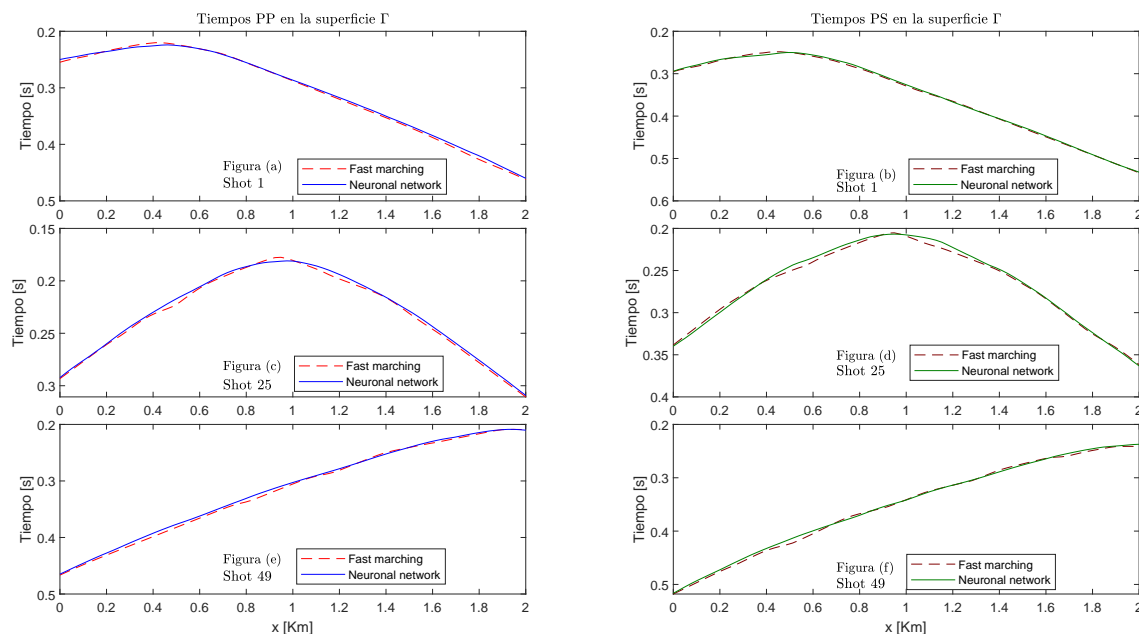 Tiempos PP en la superficie Γ
0.2
0.3
0.4
0.5
Tiempo [s]
Figura (a)
Shot 1
Fast marching
Neuronal network
0 0.2 0.4 0.6 0.8 1 1.2 1.4 1.6 1.8 2
0.15
0.2
0.25
0.3
Tiempo [s]
Figura (c)
Shot 25
Fast marching
Neuronal network
0 0.2 0.4 0.6 0.8 1 1.2 1.4 1.6 1.8 2
0.2
0.3
0.4
0.5
Tiempo [s]
Figura (e)
Shot 49
Fast marching
Neuronal network
0 0.2 0.4 0.6 0.8 1 1.2 1.4 1.6 1.8 2
x [Km]
Tiempos PS en la superficie Γ
0.2
0.3
0.4
0.5
0.6
Tiempo [s]
Figura (b)
Shot 1
Fast marching
Neuronal network
0 0.2 0.4 0.6 0.8 1 1.2 1.4 1.6 1.8 2
0.2
0.25
0.3
0.35
0.4
Tiempo [s]
Figura (d)
Shot 25
Fast marching
Neuronal network
0 0.2 0.4 0.6 0.8 1 1.2 1.4 1.6 1.8 2
0.2
0.3
0.4
0.5
Tiempo [s]
Figura (f)
Shot 49
Fast marching
Neuronal network
0 0.2 0.4 0.6 0.8 1 1.2 1.4 1.6 1.8 2
x [Km]